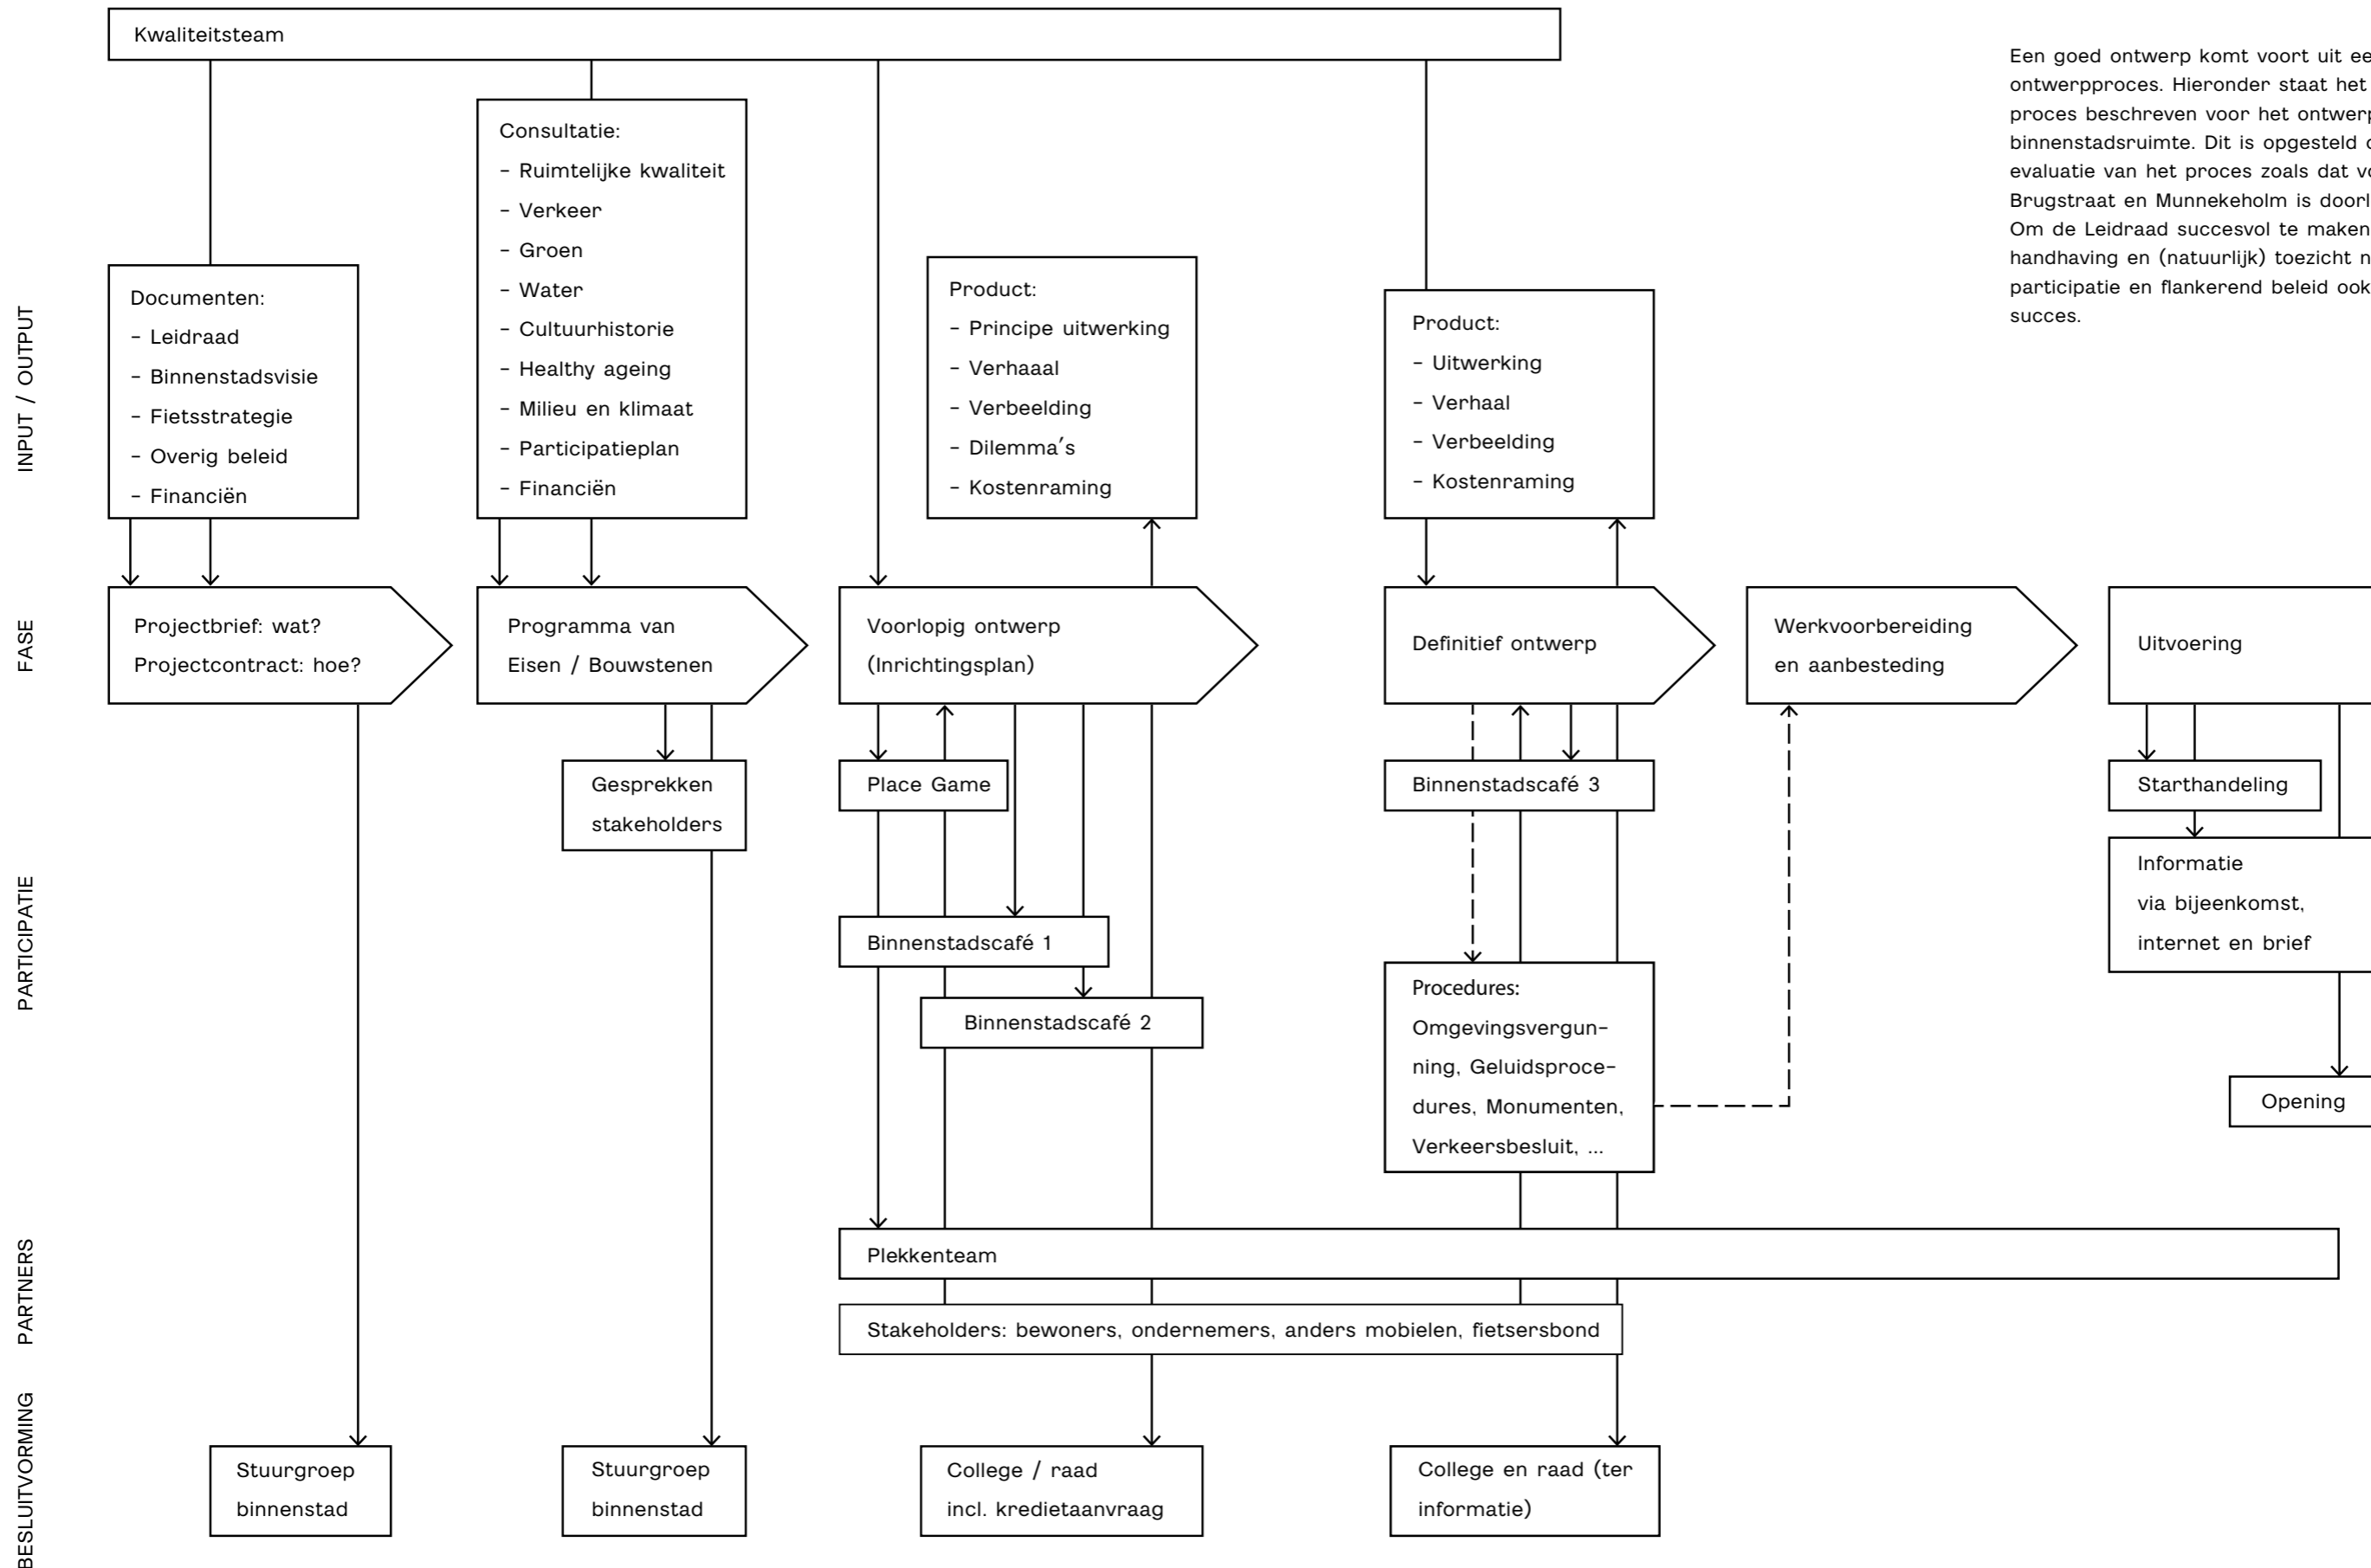 Kwaliteitsteam
Een goed ontwerp komt voort uit
ontwerpproces. Hieronder staat het
proces beschreven voor het
binnenstadsruimte. Dit is opgesteld
evaluatie van het proces zoals dat
Brugstraat en Munnekeholm is
Om de Leidraad succesvol te maken
handhaving en (natuurlijk) toezicht
participatie en flankerend beleid ook
succes.
INPUT / OUTPUT
Documenten:
- Leidraad
- Binnenstadsvisie
- Fietsstrategie
- Overig beleid
- Financiën
Consultatie:
- Ruimtelijke kwaliteit
- Verkeer
- Groen
- Water
- Cultuurhistorie
- Healthy ageing
- Milieu en klimaat
- Participatieplan
- Financiën
Product:
- Principe uitwerking
- Verhaaal
- Verbeelding
- Dilemma's
- Kostenraming
Product:
- Uitwerking
- Verhaal
- Verbeelding
- Kostenraming
FASE
Projectbrief: wat?
Projectcontract: hoe?
Programma van
Eisen / Bouwstenen
Voorlopig ontwerp
(Inrichtingsplan)
Definitief ontwerp
Werkvoorbereiding
en aanbesteding
Uitvoering
PARTICIPATIE
Gesprekken
stakeholders
Place Game
Binnenstadscafé 1
Binnenstadscafé 2
Binnenstadscafé 3
Procedures:
Omgevingsvergun-
ning, Geluidsproce-
dures, Monumenten,
Verkeersbesluit, ...
Starthandeling
Informatie
via bijeenkomst,
internet en brief
Opening
PARTNERS
Plekkenteam
Stakeholders: bewoners, ondernemers, anders mobielen, fietsersbond
BESLUITVORMING
Stuurgroep
binnenstad
Stuurgroep
binnenstad
College / raad
incl. kredietaanvraag
College en raad (ter
informatie)